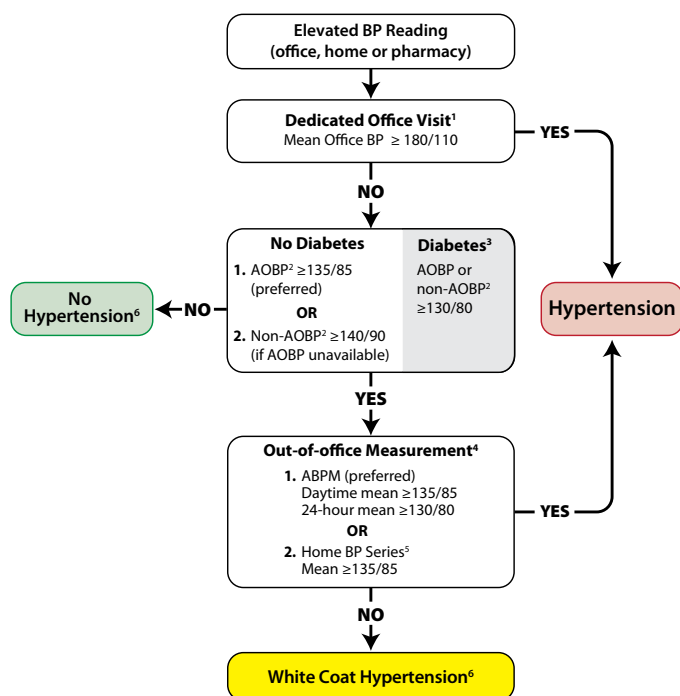 Elevated BP Reading
(office, home or pharmacy)
Dedicated Office Visit¹
Mean Office BP ≥ 180/110
YES
NO
No Diabetes
1. AOBP² ≥135/85
(preferred)
OR
2. Non-AOBP² ≥140/90
(if AOBP unavailable)
Diabetes³
AOBP or
non-AOBP²
≥130/80
NO
No
Hypertension⁶
Hypertension
YES
Out-of-office Measurement⁴
1. ABPM (preferred)
Daytime mean ≥135/85
24-hour mean ≥130/80
OR
2. Home BP Series⁵
Mean ≥135/85
YES
NO
White Coat Hypertension⁶